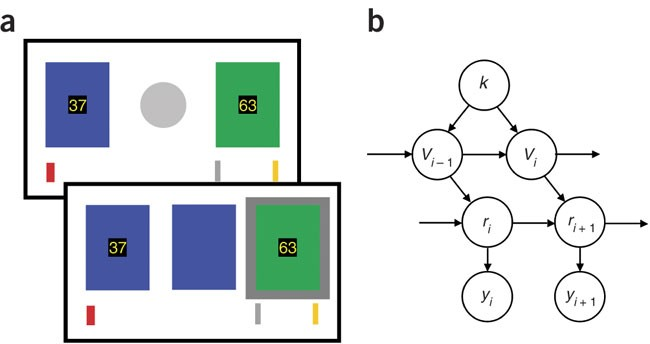 a
37
63
37
63
b
k
V i – 1
V i
r i
r i + 1
y i
y i + 1